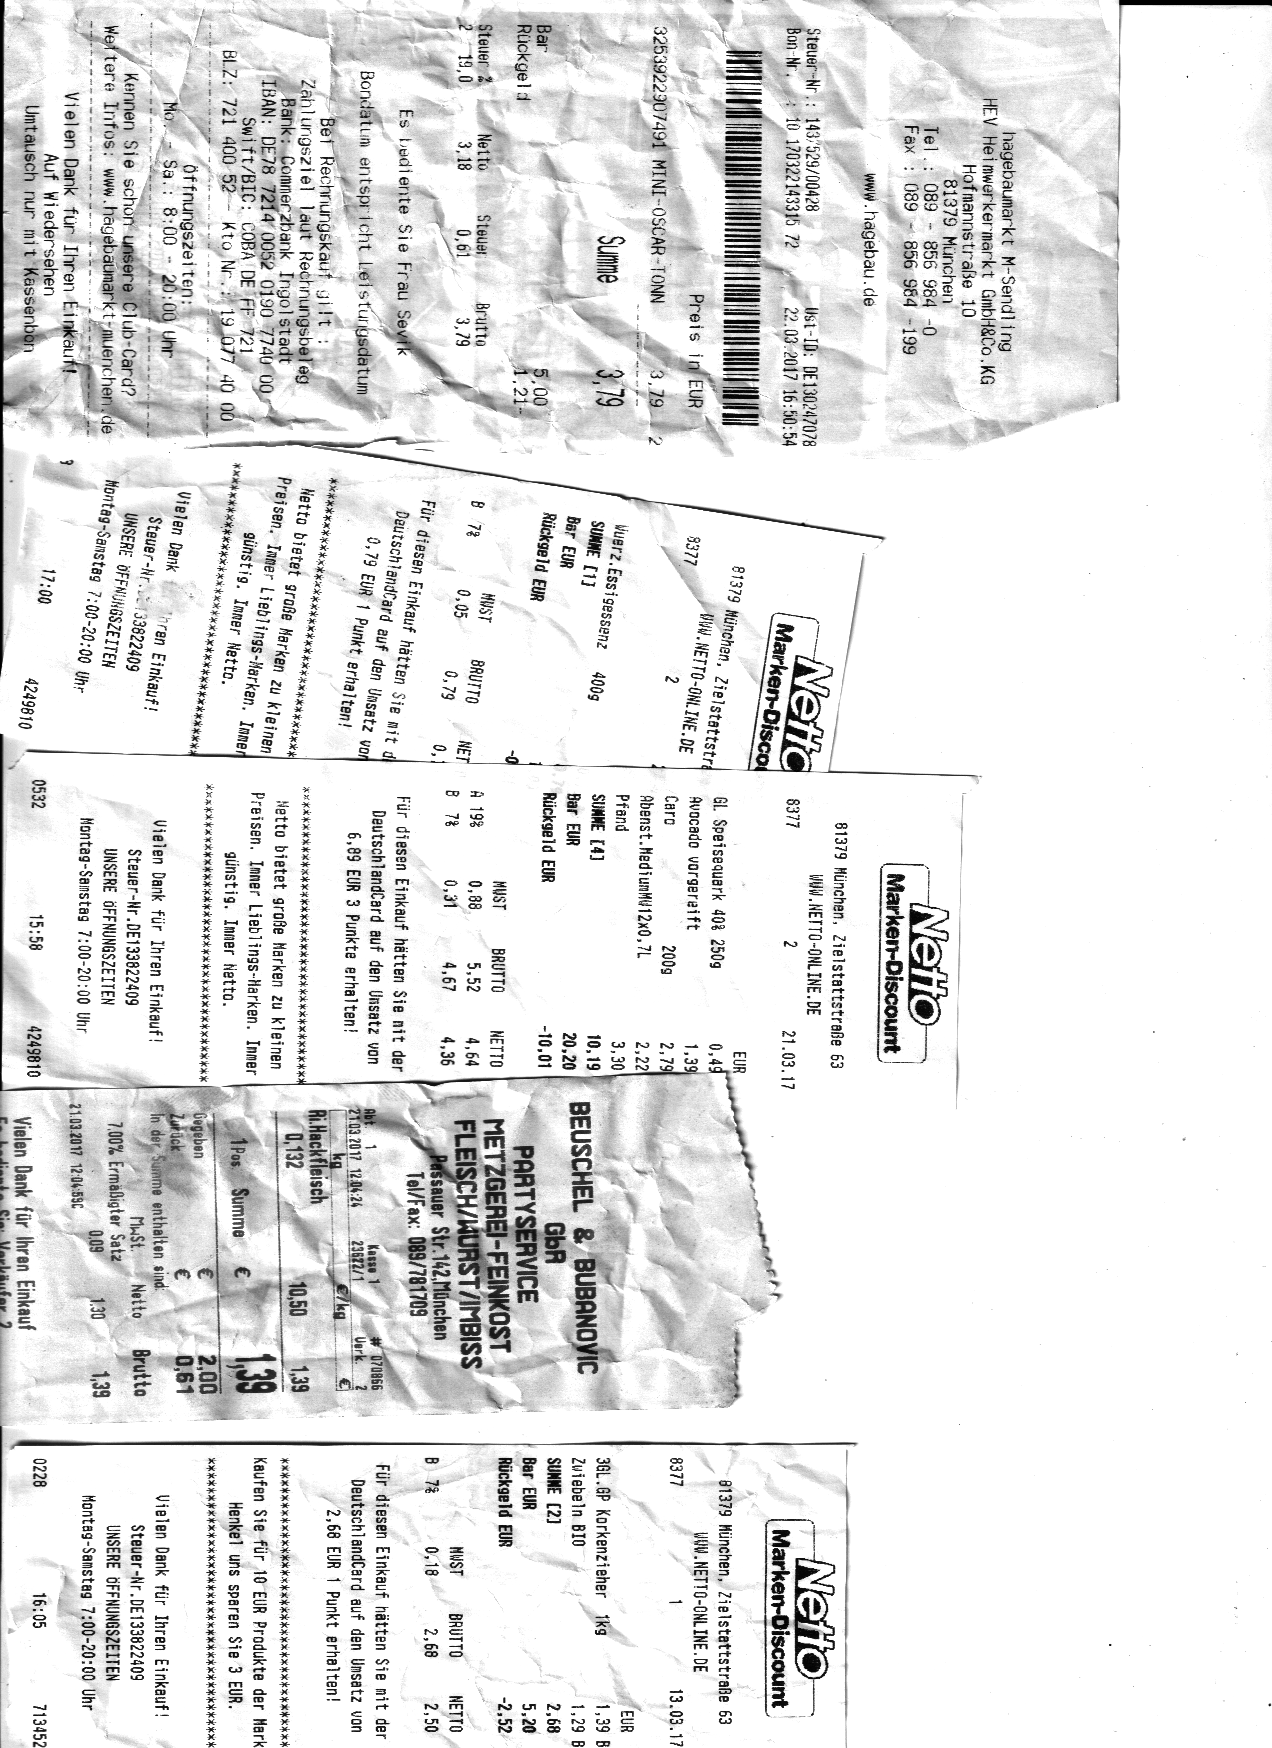 hagebaumarkt M-Sendling
HEV Heimwerkermarkt GmbH&Co.KG
Hofmannstraße 10
81379 München
Tel : 089 - 856 984 -0
Fax : 089 - 856 984 -199
www.hagebau.de
Steuer-Nr.: 143/529/00428 Ust-ID: DE130247078
Bon-Nr. : 10 170322143315 72 22.03.2017 16:50:54
Preis in EUR
3253922907491 MINE-OSCAR-TONN 3,79 2
Summe 3,79
Bar 5,00
Rückgeld 1,21-
Steuer % Netto Steuer Brutto
2 19,0 3,18 0,61 3,79
Es bediente Sie Frau Sevik
Bondatum entspricht Leistungsdatum
Bei Rechnungskauf gilt :
Zahlungsziel laut Rechnungsbeleg
Bank: Commerzbank Ingolstadt
IBAN: DE78 7214 0052 0190 7740 00
Swift/BIC: COBA DE FF 721
BLZ: 721 400 52 - Kto Nr.: 19 077 40 00
Öffnungszeiten:
Mo. - Sa.: 8:00 - 20:00 Uhr
Kennen Sie schon unsere Club-Card?
Weitere Infos: www.hagebaumarkt-muenchen.de
Vielen Dank für Ihren Einkauf!
Auf Wiedersehen
Umtausch nur mit Kassenbon
Netto
Marken-Disco
81379 München, Zielstattstra
WWW.NETTO-ONLINE.DE
8377 2
Wuerz.Essigessenz 400g
SUMME [1]
Bar EUR
Rückgeld EUR -0
MWST BRUTTO NET
B 7% 0,05 0,79 0,
Für diesen Einkauf hätten Sie mit d
DeutschlandCard auf den Umsatz von
0,79 EUR 1 Punkt erhalten!
***********************************
Netto bietet große Marken zu kleinen
Preisen. Immer Lieblings-Marken. Immer
günstig. Immer Netto.
***********************************
Vielen Dank hren Einkauf!
Steuer-Nr.DE133822409
UNSERE ÖFFNUNGSZEITEN
Montag-Samstag 7:00-20:00 Uhr
9 17:00 4249810
Netto
Marken-Discount
81379 München, Zielstattstraße 63
WWW.NETTO-ONLINE.DE
8377 2 21.03.17
EUR
GL Speisequark 40% 250g 0,49
Avocado vorgereift 1,39
Caro 200g 2,79
Abenst.MediumMW12x0,7L 2,22
Pfand 3,30
SUMME [4] 10,19
Bar EUR 20,20
Rückgeld EUR -10,01
MWST BRUTTO NETTO
A 19% 0,88 5,52 4,64
B 7% 0,31 4,67 4,36
Für diesen Einkauf hätten Sie mit der
DeutschlandCard auf den Umsatz von
6,89 EUR 3 Punkte erhalten!
***********************************
Netto bietet große Marken zu kleinen
Preisen. Immer Lieblings-Marken. Immer
günstig. Immer Netto.
***********************************
Vielen Dank für Ihren Einkauf!
Steuer-Nr.DE133822409
UNSERE ÖFFNUNGSZEITEN
Montag-Samstag 7:00-20:00 Uhr
0532 15:58 4249810
BEUSCHEL & BUBANOVIC
GbR
PARTYSERVICE
METZGEREI-FEINKOST
FLEISCH/WURST/IMBISS
Passauer Str.142,München
Tel/Fax: 089/781709
Abt. 1 Kasse 1 # 070866
21.03.2017 12:04:24 23622/1 Verk. 2
kg €/kg €
Ri.Hackfleisch
0,132 10,50 1,39
1Pos Summe € 1,39
Gegeben € 2,00
Zurück € 0,61
In der Summe enthalten sind:
MwSt. Netto Brutto
7,00% Ermäßigter Satz
0,09 1,30 1,39
21.03.2017 12:04:59C
Vielen Dank für Ihren Einkauf
Es bediente Sie Verkäufer 2
Netto
Marken-Discount
81379 München, Zielstattstraße 63
WWW.NETTO-ONLINE.DE
8377 1 13.03.17
EUR
3GL.GP Korkenzieher 1kg 1,39 B
Zwiebeln BIO 1,29 B
SUMME [2] 2,68
Bar EUR 5,20
Rückgeld EUR -2,52
MWST BRUTTO NETTO
B 7% 0,18 2,68 2,50
Für diesen Einkauf hätten Sie mit der
DeutschlandCard auf den Umsatz von
2,68 EUR 1 Punkt erhalten!
***********************************
Kaufen Sie für 10 EUR Produkte der Mark
Henkel uns sparen Sie 3 EUR.
***********************************
Vielen Dank für Ihren Einkauf!
Steuer-Nr.DE133822409
UNSERE ÖFFNUNGSZEITEN
Montag-Samstag 7:00-20:00 Uhr
0228 16:05 713452